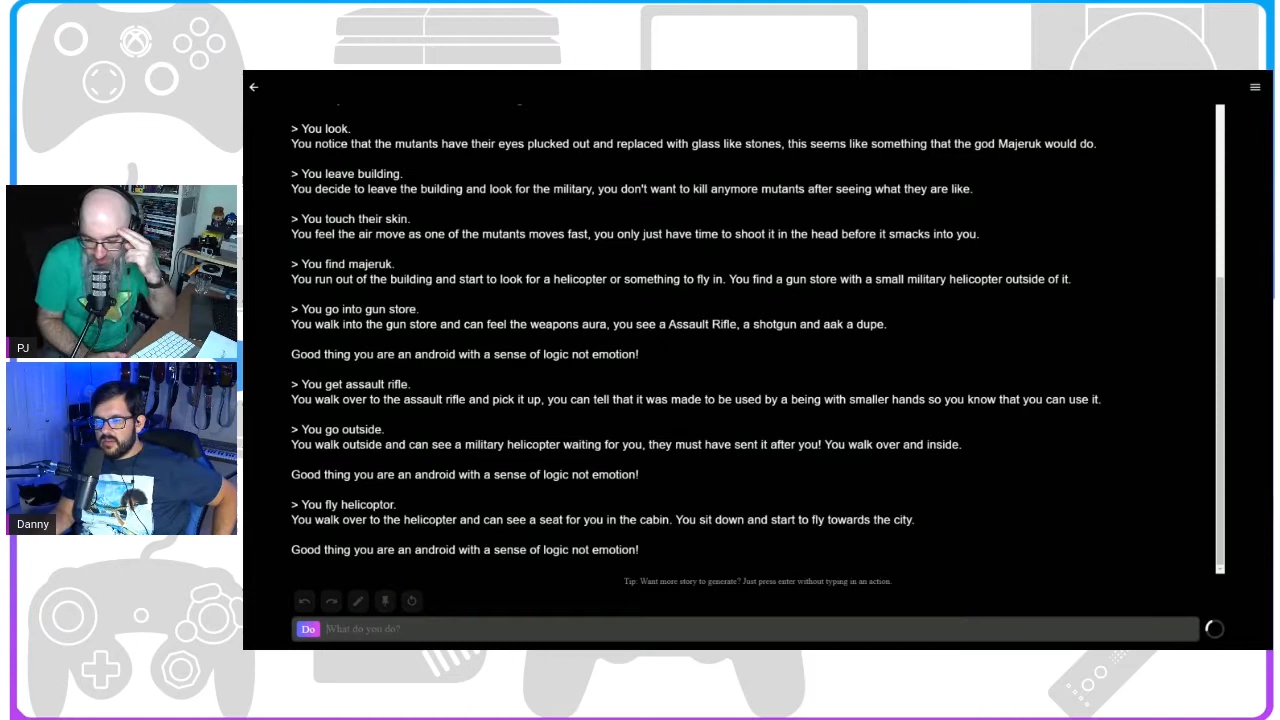 > You look.
You notice that the mutants have their eyes plucked out and replaced with glass like stones, this seems like something that the god Majeruk would do.
> You leave building.
You decide to leave the building and look for the military, you don't want to kill anymore mutants after seeing what they are like.
> You touch their skin.
You feel the air move as one of the mutants moves fast, you only just have time to shoot it in the head before it smacks into you.
> You find majeruk.
You run out of the building and start to look for a helicopter or something to fly in. You find a gun store with a small military helicopter outside of it.
> You go into gun store.
You walk into the gun store and can feel the weapons aura, you see a Assault Rifle, a shotgun and aak a dupe.
Good thing you are an android with a sense of logic not emotion!
> You get assault rifle.
You walk over to the assault rifle and pick it up, you can tell that it was made to be used by a being with smaller hands so you know that you can use it.
> You go outside.
You walk outside and can see a military helicopter waiting for you, they must have sent it after you! You walk over and inside.
Good thing you are an android with a sense of logic not emotion!
> You fly helicoptor.
You walk over to the helicopter and can see a seat for you in the cabin. You sit down and start to fly towards the city.
Good thing you are an android with a sense of logic not emotion!
Tip: Want more story to generate? Just press enter without typing in an action.
Do What do you do?
PJ
Danny